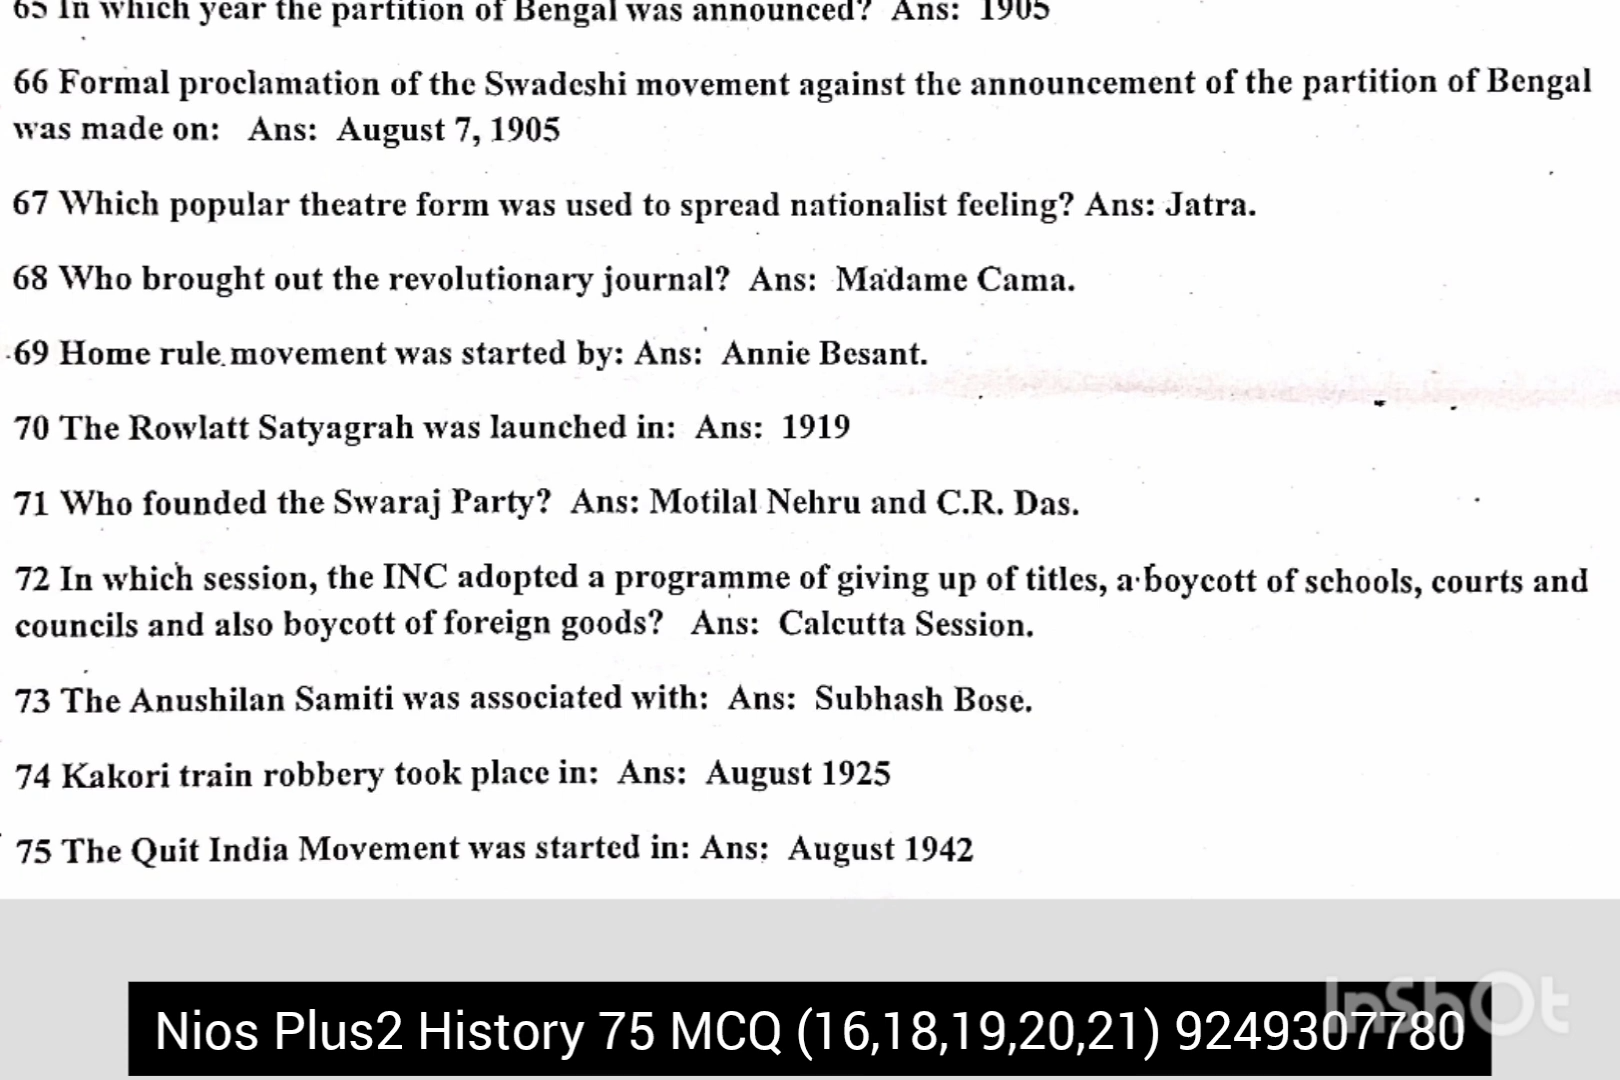 65 In which year the partition of Bengal was announced? Ans: 1905
66 Formal proclamation of the Swadeshi movement against the announcement of the partition of Bengal
was made on: Ans: August 7, 1905
67 Which popular theatre form was used to spread nationalist feeling? Ans: Jatra.
68 Who brought out the revolutionary journal? Ans: Madame Cama.
69 Home rule movement was started by: Ans: Annie Besant.
70 The Rowlatt Satyagrah was launched in: Ans: 1919
71 Who founded the Swaraj Party? Ans: Motilal Nehru and C.R. Das.
72 In which session, the INC adopted a programme of giving up of titles, a boycott of schools, courts and
councils and also boycott of foreign goods? Ans: Calcutta Session.
73 The Anushilan Samiti was associated with: Ans: Subhash Bose.
74 Kakori train robbery took place in: Ans: August 1925
75 The Quit India Movement was started in: Ans: August 1942
InShOt
Nios Plus2 History 75 MCQ (16,18,19,20,21) 9249307780